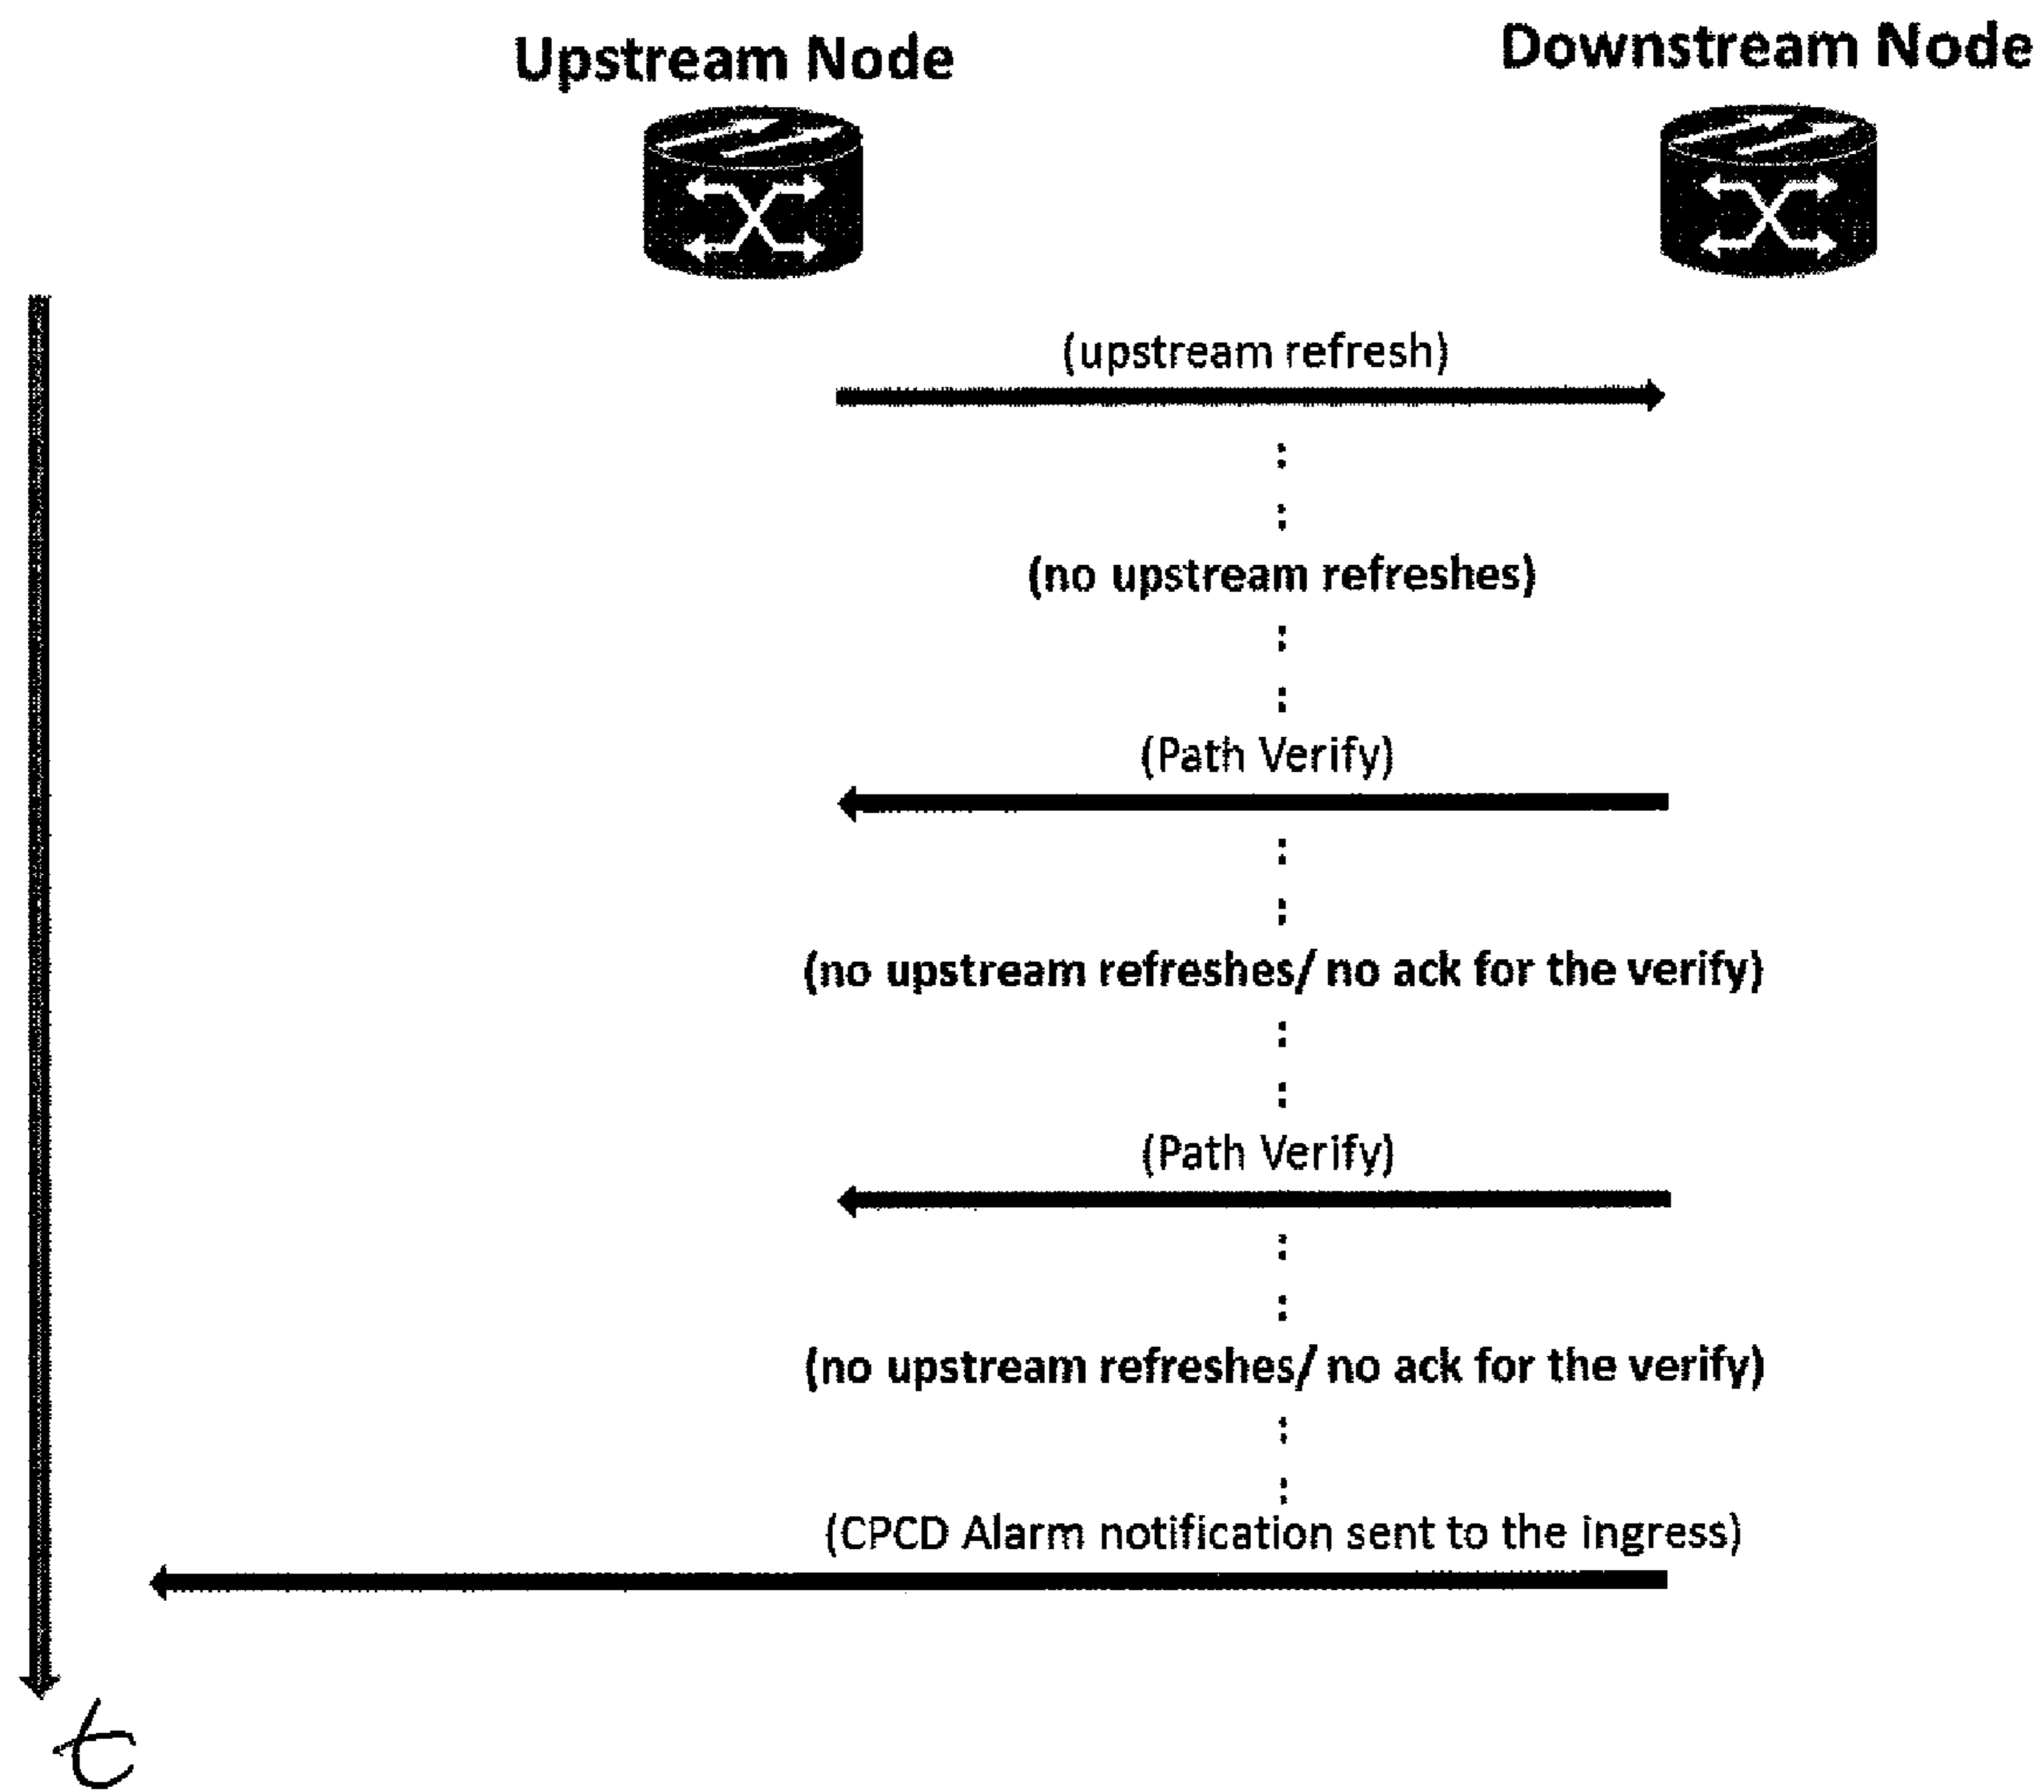 Upstream Node
Downstream Node
(upstream refresh)
(no upstream refreshes)
(Path Verify)
(no upstream refreshes/ no ack for the verify)
(Path Verify)
(no upstream refreshes/ no ack for the verify)
(CPCD Alarm notification sent to the ingress)
t